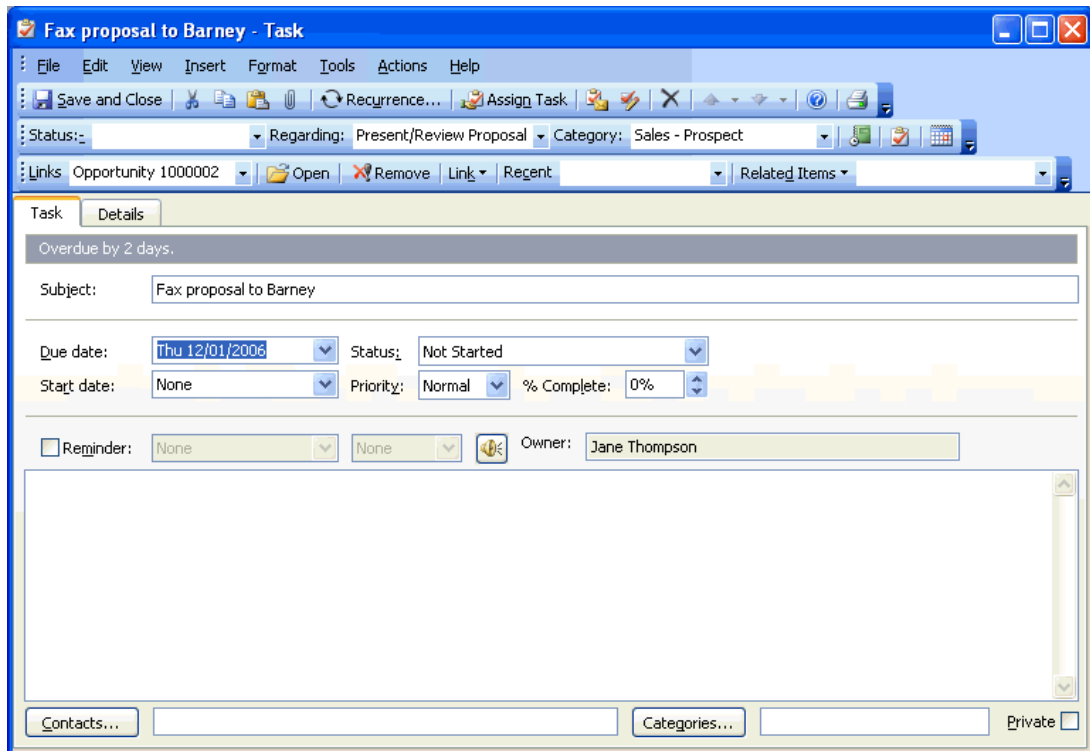 Fax proposal to Barney - Task
File Edit View Insert Format Tools Actions Help
Save and Close Recurrence... Assign Task
Status:- Regarding: Present/Review Proposal Category: Sales - Prospect
Links Opportunity 1000002 Open Remove Link Recent Related Items
Task Details
Overdue by 2 days.
Subject: Fax proposal to Barney
Due date: Thu 12/01/2006 Status: Not Started
Start date: None Priority: Normal % Complete: 0%
Reminder: None None Owner: Jane Thompson
Contacts... Categories... Private